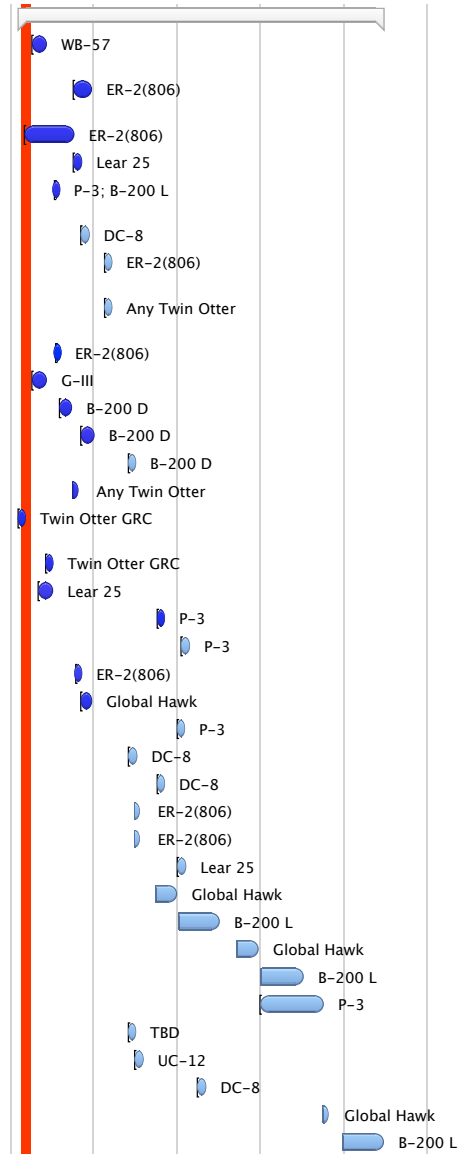 WB-57
ER-2(806)
ER-2(806)
Lear 25
P-3; B-200 L
DC-8
ER-2(806)
Any Twin Otter
ER-2(806)
G-III
B-200 D
B-200 D
B-200 D
Any Twin Otter
Twin Otter GRC
Twin Otter GRC
Lear 25
P-3
P-3
ER-2(806)
Global Hawk
P-3
DC-8
DC-8
ER-2(806)
ER-2(806)
Lear 25
Global Hawk
B-200 L
Global Hawk
B-200 L
P-3
TBD
UC-12
DC-8
Global Hawk
B-200 L